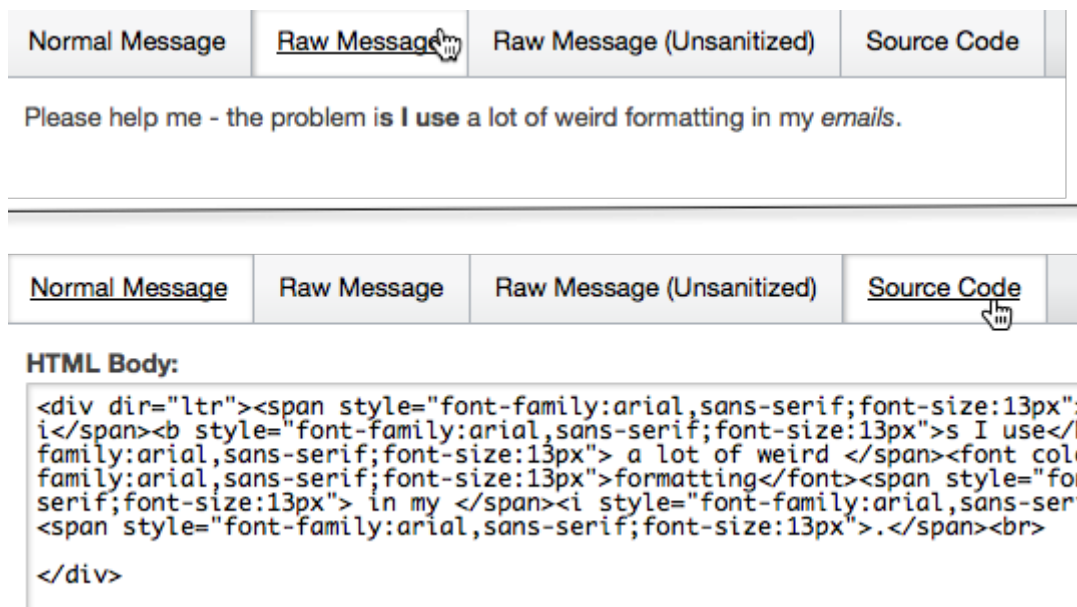 Normal Message Raw Message Raw Message (Unsanitized) Source Code
Please help me - the problem is I use a lot of weird formatting in my emails.
Normal Message Raw Message Raw Message (Unsanitized) Source Code
HTML Body:
<div dir="ltr"><span style="font-family:arial,sans-serif;font-size:13px"
i</span><b style="font-family:arial,sans-serif;font-size:13px">s I use</
family:arial,sans-serif;font-size:13px"> a lot of weird </span><font col
family:arial,sans-serif;font-size:13px">formatting</font><span style="fo
serif;font-size:13px"> in my </span><i style="font-family:arial,sans-ser
<span style="font-family:arial,sans-serif;font-size:13px">.</span><br>
</div>